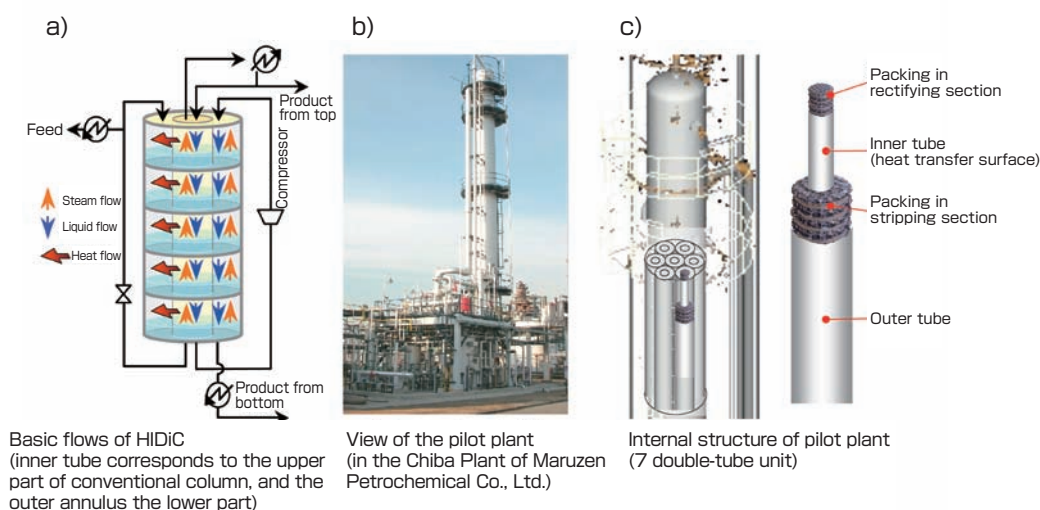 a)
Feed
Product
from top
Compressor
Steam flow
Liquid flow
Heat flow
Product from
bottom
Basic flows of HIDiC
(inner tube corresponds to the upper
part of conventional column, and the
outer annulus the lower part)
b)
View of the pilot plant
(in the Chiba Plant of Maruzen
Petrochemical Co., Ltd.)
c)
Packing in
rectifying section
Inner tube
(heat transfer surface)
Packing in
stripping section
Outer tube
Internal structure of pilot plant
(7 double-tube unit)